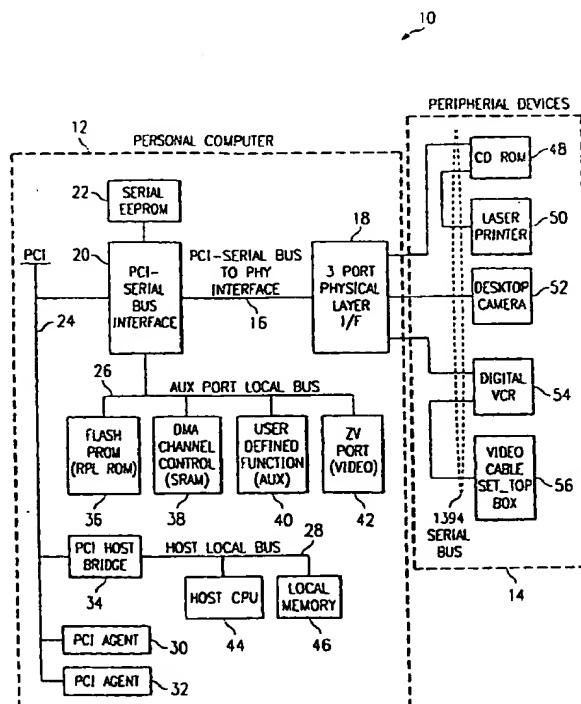 10
PERIPHERIAL DEVICES
12
PERSONAL COMPUTER
CD ROM
48
22
SERIAL
EEPROM
18
LASER
PRINTER
50
PCI
20
PCI-
SERIAL
BUS
INTERFACE
PCI-SERIAL BUS
TO PHY
INTERFACE
16
3 PORT
PHYSICAL
LAYER
I/F
DESKTOP
CAMERA
52
24
26
AUX PORT LOCAL BUS
DIGITAL
VCR
54
FLASH
PROM
(RPL ROM)
DMA
CHANNEL
CONTROL
(SRAM)
USER
DEFINED
FUNCTION
(AUX)
ZV
PORT
(VIDEO)
VIDEO
CABLE
SET_TOP
BOX
56
36
38
40
42
1394
SERIAL
BUS
PCI HOST
BRIDGE
HOST LOCAL BUS
28
34
HOST CPU
LOCAL
MEMORY
14
44
46
PCI AGENT
30
PCI AGENT
32